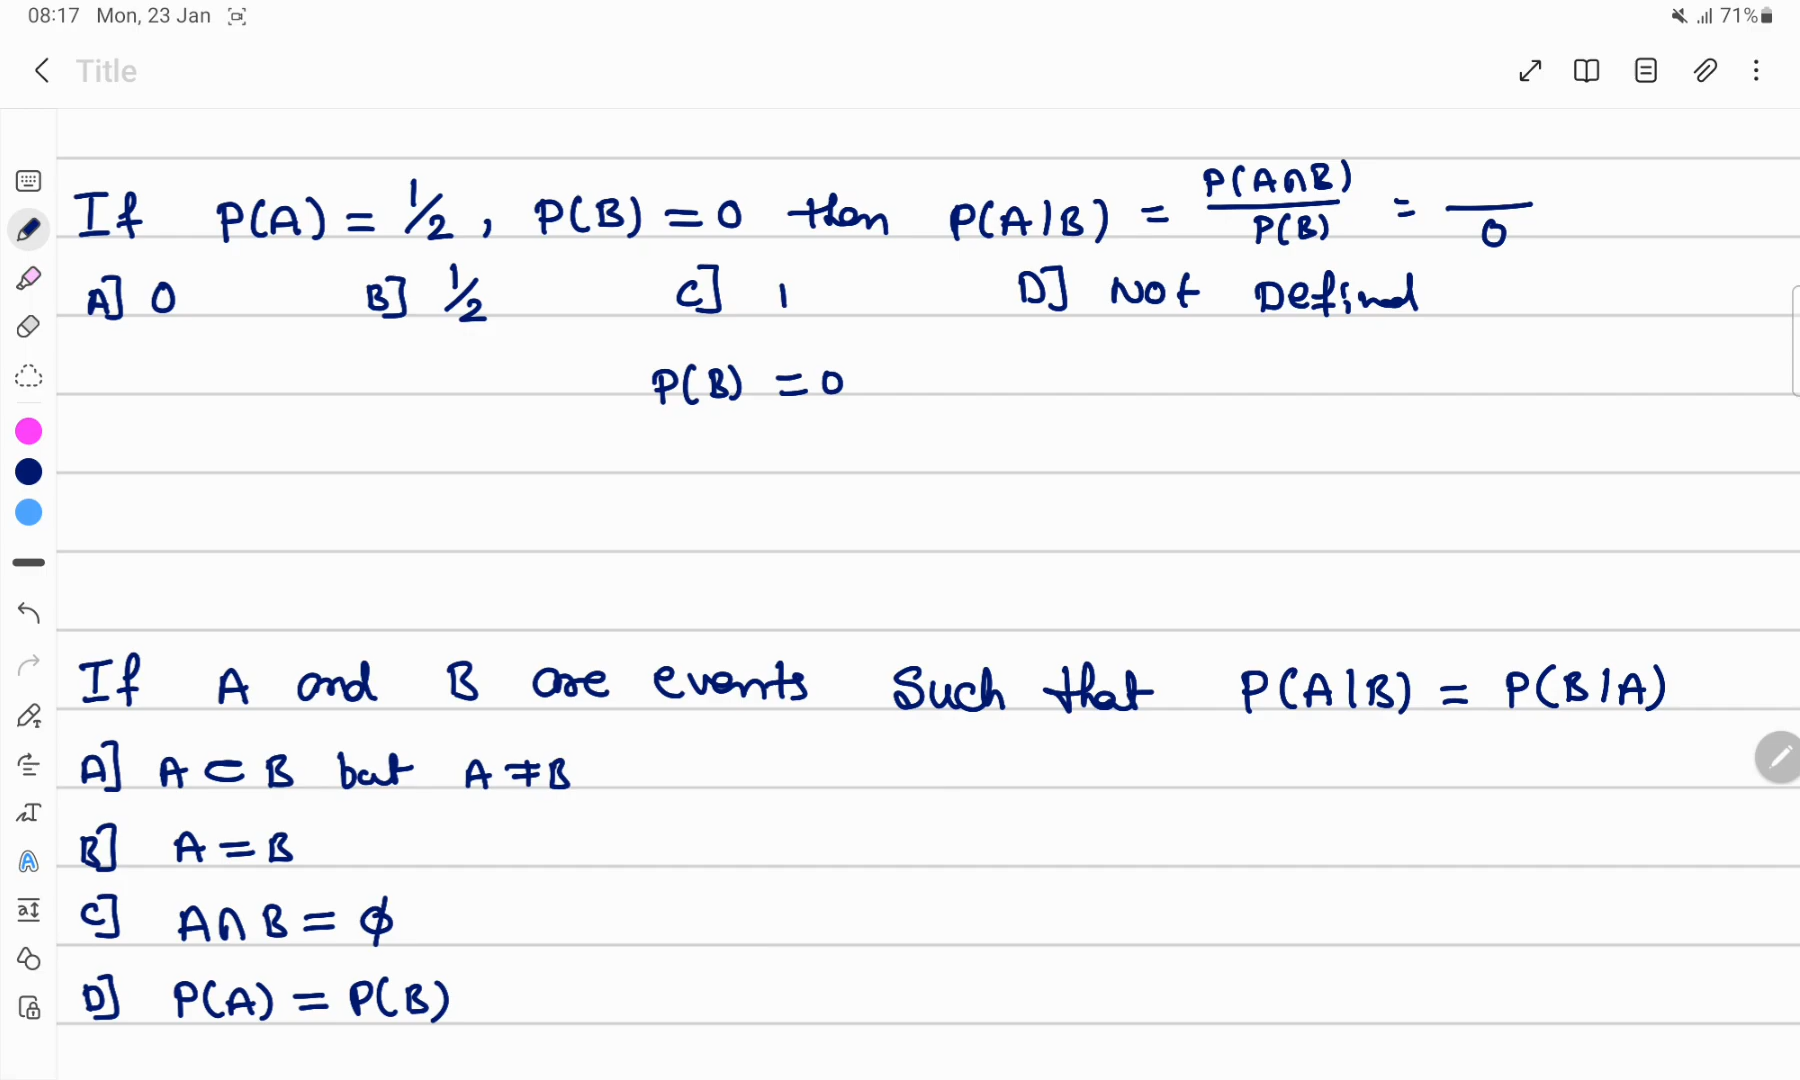 08:17 Mon, 23 Jan 71%
Title
If P(A) = 1/2, P(B) = 0 then P(A|B) = P(A∩B)/P(B) = /0
A] 0 B] 1/2 C] 1 D] Not Defined
P(B) = 0
If A and B are events Such that P(A|B) = P(B|A)
A] A ⊂ B but A ≠ B
B] A = B
C] A∩B = ϕ
D] P(A) = P(B)